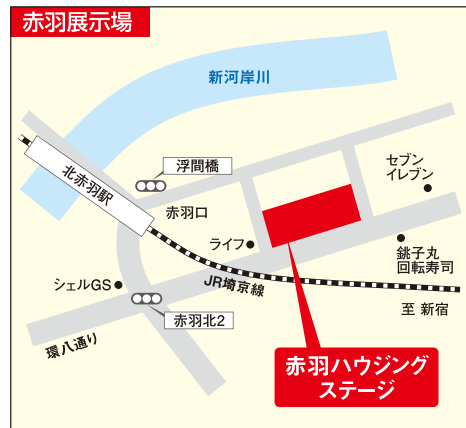 赤羽展示場
新河岸川
北赤羽駅
浮間橋
赤羽口
セブン
イレブン
ライフ
銚子丸
回転寿司
シェルGS
JR埼京線
赤羽北2
至 新宿
環八通り
赤羽ハウジング
ステージ